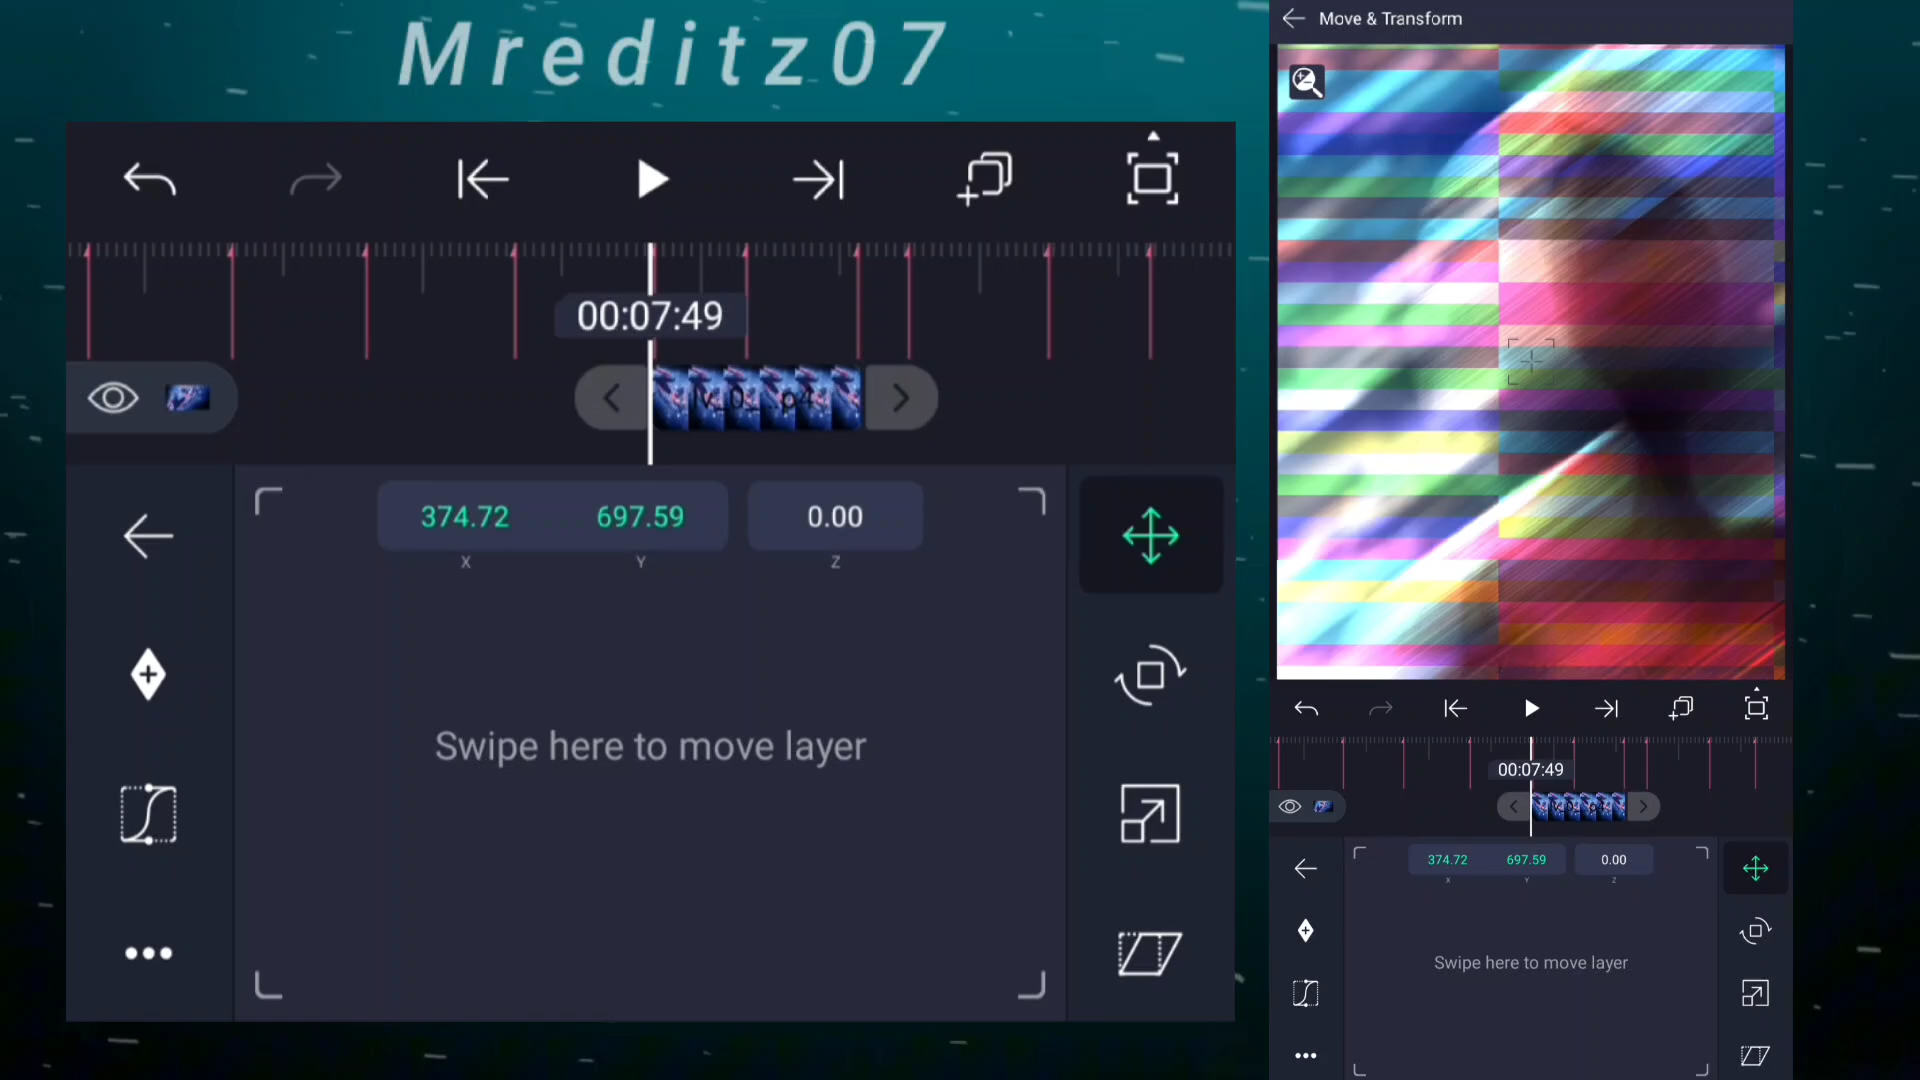 Mreditz07
00:07:49
374.72 697.59 0.00
X Y Z
Swipe here to move layer
Move & Transform
00:07:49
374.72 697.59 0.00
X Y Z
Swipe here to move layer